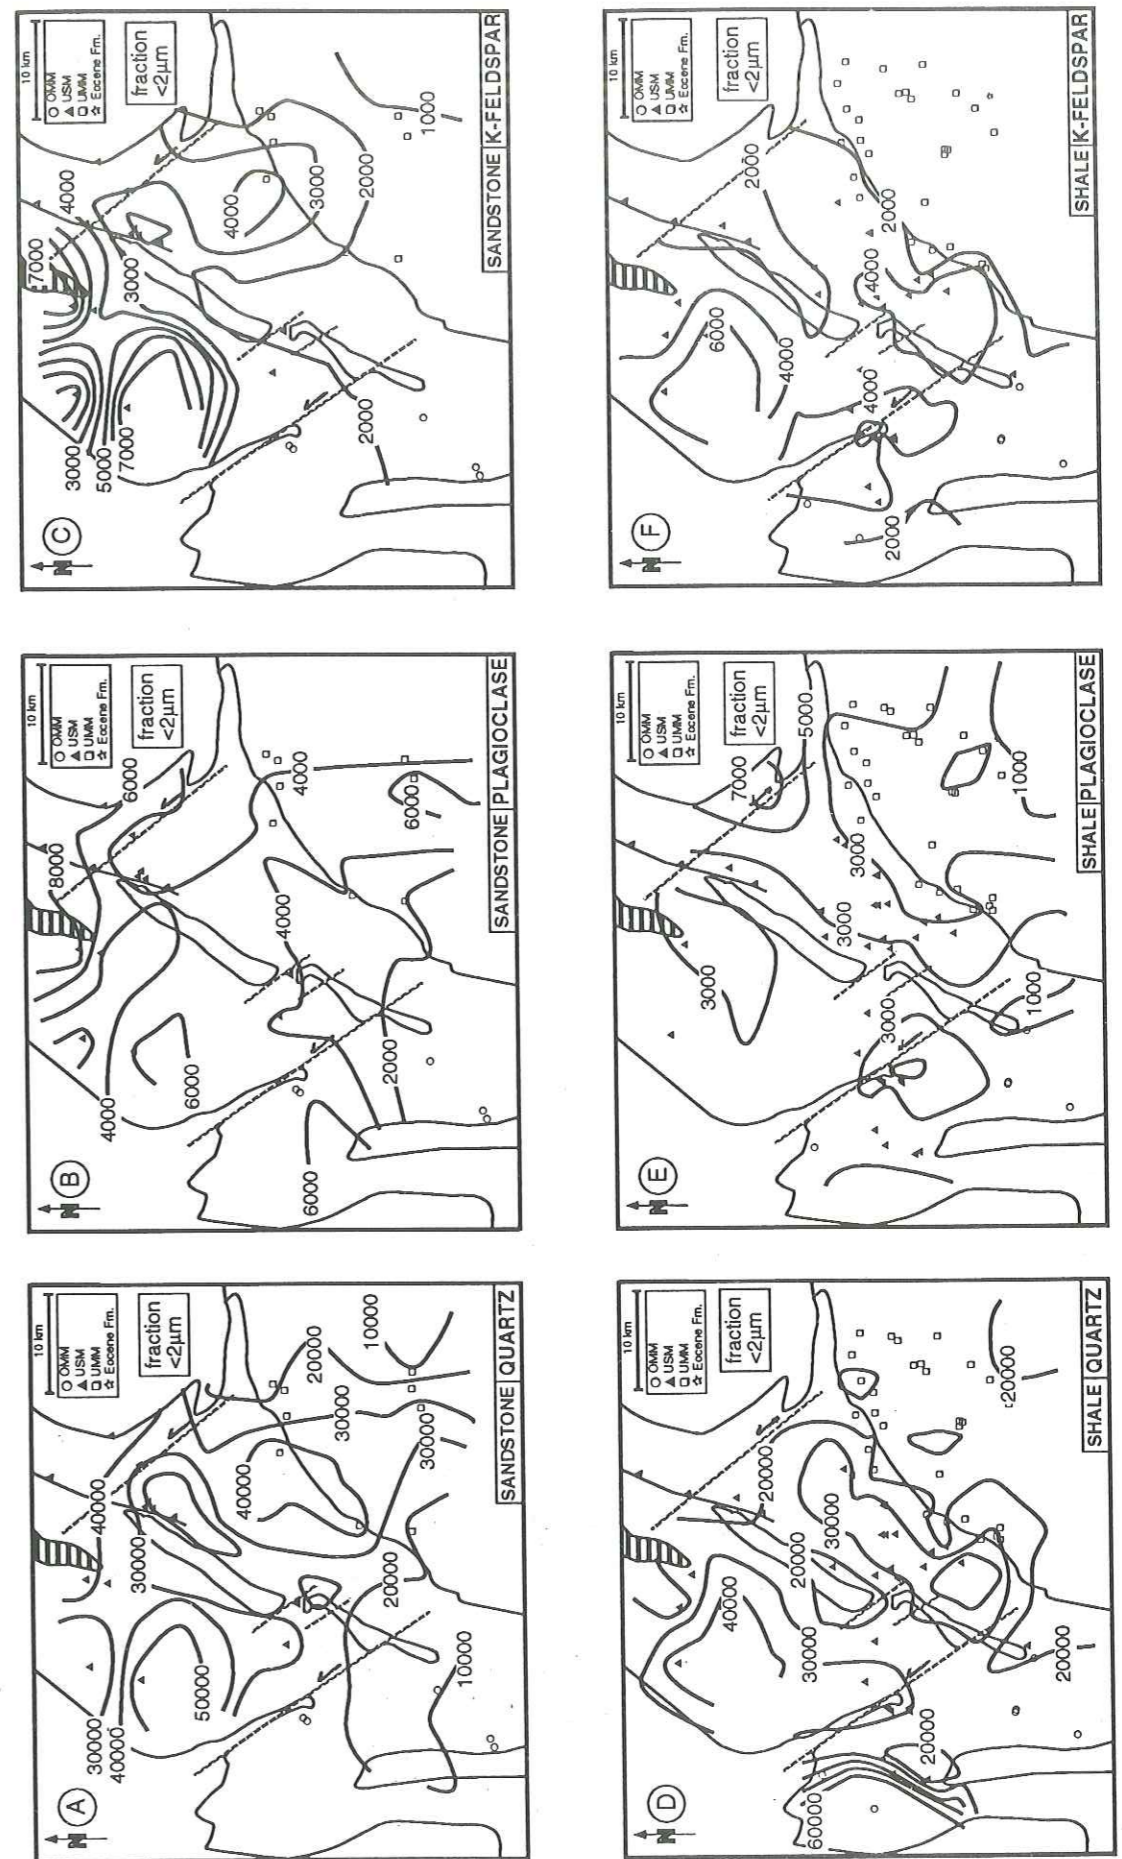 A
N
10 km
OMM
USM
UMM
Eocene Fm.
fraction
<2µm
30000
40000
50000
40000
30000
40000
20000
30000
10000
30000
20000
10000
SANDSTONE QUARTZ
B
N
10 km
OMM
USM
UMM
Eocene Fm.
fraction
<2µm
8000
6000
4000
6000
4000
4000
6000
6000
2000
SANDSTONE PLAGIOCLASE
C
N
10 km
OMM
USM
UMM
Eocene Fm.
fraction
<2µm
7000
4000
3000
5000
7000
3000
4000
3000
2000
1000
2000
SANDSTONE K-FELDSPAR
D
N
10 km
OMM
USM
UMM
Eocene Fm.
fraction
<2µm
60000
40000
20000
20000
30000
30000
20000
20000
20000
SHALE QUARTZ
E
N
10 km
OMM
USM
UMM
Eocene Fm.
fraction
<2µm
7000
5000
3000
3000
3000
3000
1000
1000
SHALE PLAGIOCLASE
F
N
10 km
OMM
USM
UMM
Eocene Fm.
fraction
<2µm
2000
6000
4000
4000
4000
2000
2000
SHALE K-FELDSPAR